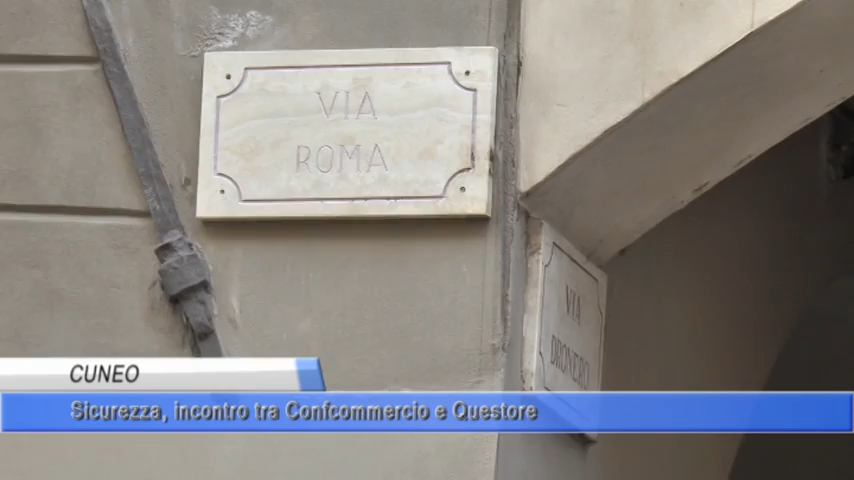 VIA
ROMA
VIA
DRONERO
CUNEO
Sicurezza, incontro tra Confcommercio e Questore